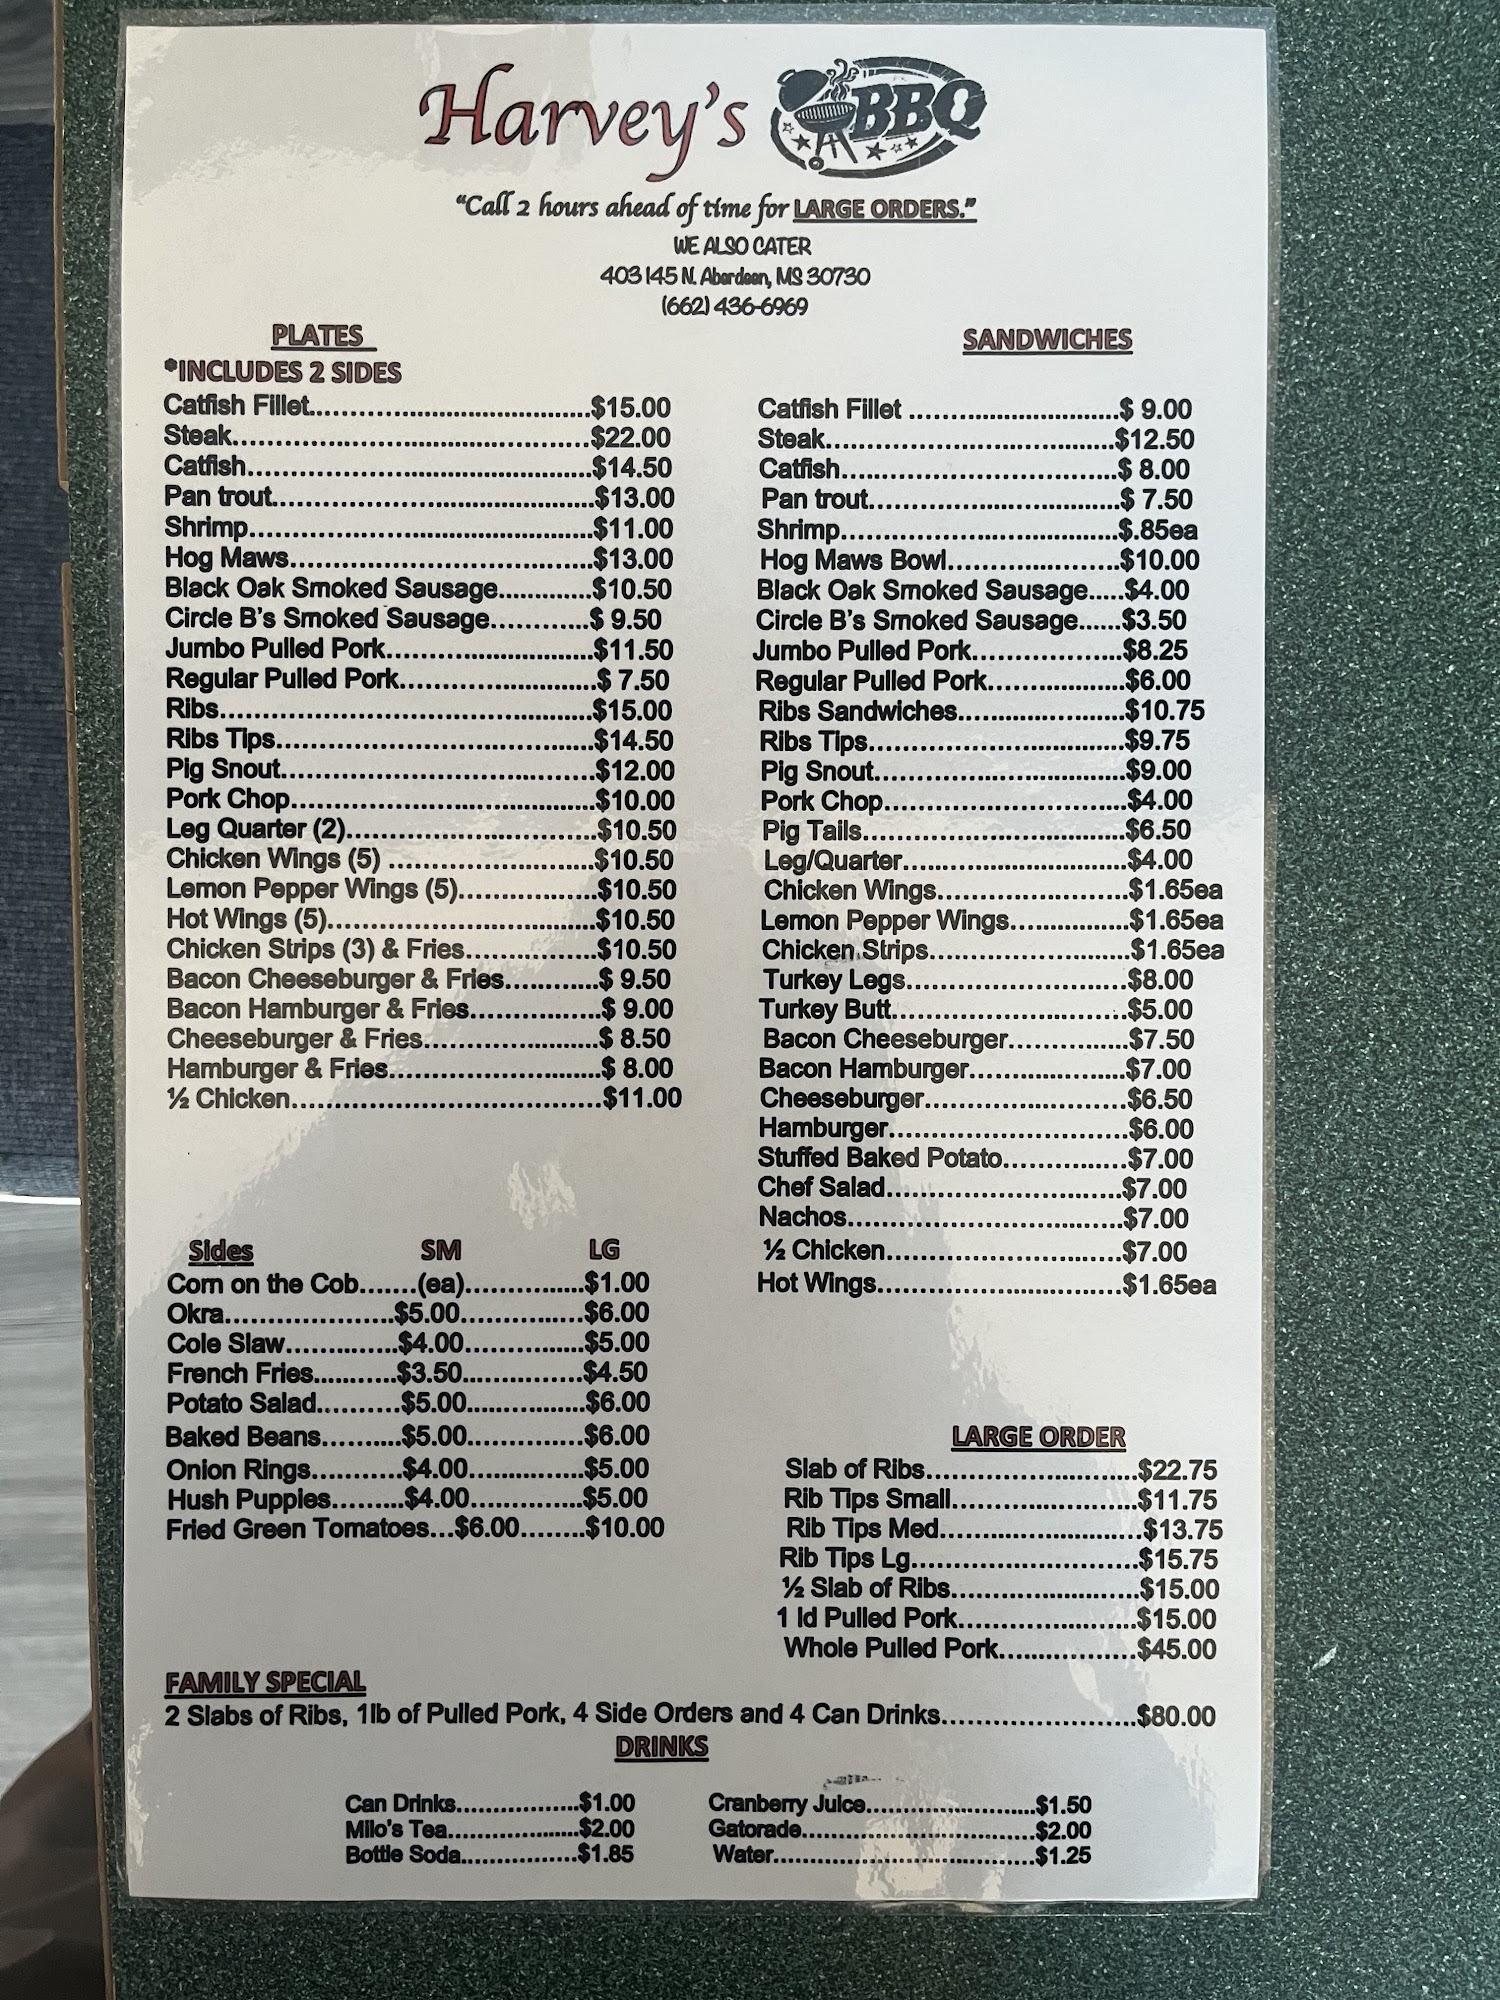 Harvey's BBQ
"Call 2 hours ahead of time for LARGE ORDERS."
WE ALSO CATER
403 145 N. Aberdeen, MS 30730
(662) 436-6969
PLATES
*INCLUDES 2 SIDES
Catfish Fillet.....$15.00
Steak.....$22.00
Catfish.....$14.50
Pan trout.....$13.00
Shrimp.....$11.00
Hog Maws.....$13.00
Black Oak Smoked Sausage.....$10.50
Circle B's Smoked Sausage.....$ 9.50
Jumbo Pulled Pork.....$11.50
Regular Pulled Pork.....$ 7.50
Ribs.....$15.00
Ribs Tips.....$14.50
Pig Snout.....$12.00
Pork Chop.....$10.00
Leg Quarter (2).....$10.50
Chicken Wings (5) .....$10.50
Lemon Pepper Wings (5).....$10.50
Hot Wings (5).....$10.50
Chicken Strips (3) & Fries.....$10.50
Bacon Cheeseburger & Fries.....$ 9.50
Bacon Hamburger & Fries.....$ 9.00
Cheeseburger & Fries.....$ 8.50
Hamburger & Fries.....$ 8.00
½ Chicken.....$11.00
SANDWICHES
Catfish Fillet .....$ 9.00
Steak.....$12.50
Catfish.....$ 8.00
Pan trout.....$ 7.50
Shrimp.....$.85ea
Hog Maws Bowl.....$10.00
Black Oak Smoked Sausage.....$4.00
Circle B's Smoked Sausage.....$3.50
Jumbo Pulled Pork.....$8.25
Regular Pulled Pork.....$6.00
Ribs Sandwiches.....$10.75
Ribs Tips.....$9.75
Pig Snout.....$9.00
Pork Chop.....$4.00
Pig Tails.....$6.50
Leg/Quarter.....$4.00
Chicken Wings.....$1.65ea
Lemon Pepper Wings.....$1.65ea
Chicken Strips.....$1.65ea
Turkey Legs.....$8.00
Turkey Butt.....$5.00
Bacon Cheeseburger.....$7.50
Bacon Hamburger.....$7.00
Cheeseburger.....$6.50
Hamburger.....$6.00
Stuffed Baked Potato.....$7.00
Chef Salad.....$7.00
Nachos.....$7.00
½ Chicken.....$7.00
Hot Wings.....$1.65ea
Sides SM LG
Corn on the Cob.....(ea).....$1.00
Okra.....$5.00.....$6.00
Cole Slaw.....$4.00.....$5.00
French Fries.....$3.50.....$4.50
Potato Salad.....$5.00.....$6.00
Baked Beans.....$5.00.....$6.00
Onion Rings.....$4.00.....$5.00
Hush Puppies.....$4.00.....$5.00
Fried Green Tomatoes...$6.00.....$10.00
LARGE ORDER
Slab of Ribs.....$22.75
Rib Tips Small.....$11.75
Rib Tips Med.....$13.75
Rib Tips Lg.....$15.75
½ Slab of Ribs.....$15.00
1 ld Pulled Pork.....$15.00
Whole Pulled Pork.....$45.00
FAMILY SPECIAL
2 Slabs of Ribs, 1lb of Pulled Pork, 4 Side Orders and 4 Can Drinks.....$80.00
DRINKS
Can Drinks.....$1.00
Milo's Tea.....$2.00
Bottle Soda.....$1.85
Cranberry Juice.....$1.50
Gatorade.....$2.00
Water.....$1.25